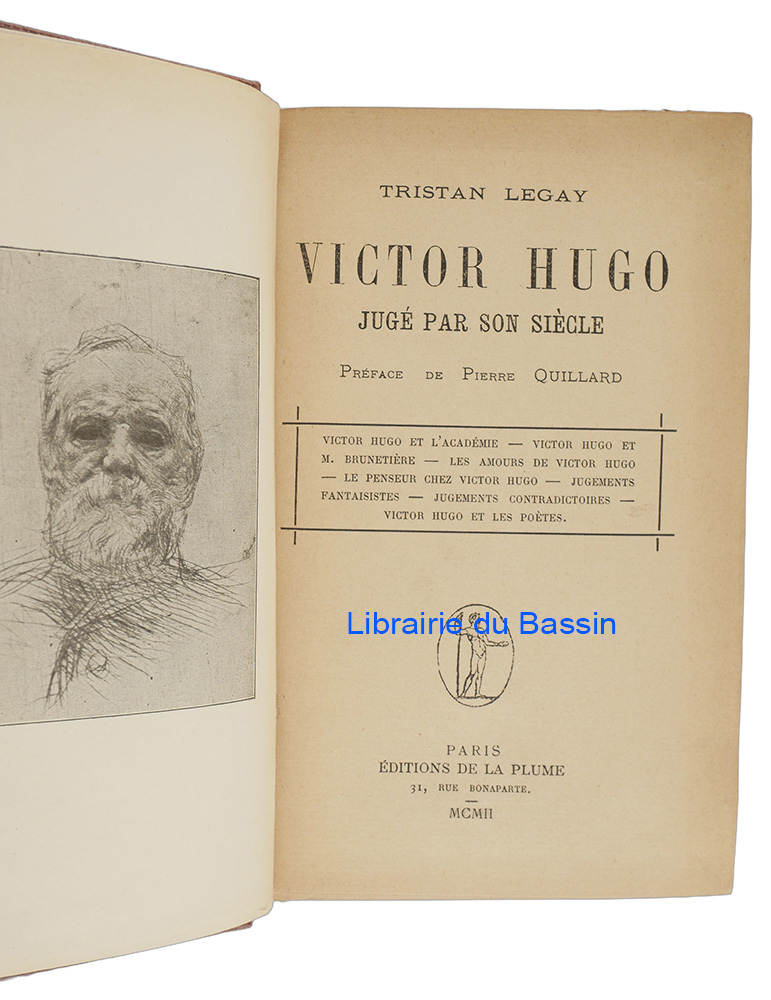 TRISTAN LEGAY
VICTOR HUGO
JUGÉ PAR SON SIÈCLE
PRÉFACE DE PIERRE QUILLARD
VICTOR HUGO ET L'ACADÉMIE — VICTOR HUGO ET
M. BRUNETIÈRE — LES AMOURS DE VICTOR HUGO
— LE PENSEUR CHEZ VICTOR HUGO — JUGEMENTS
FANTAISISTES — JUGEMENTS CONTRADICTOIRES —
VICTOR HUGO ET LES POÈTES.
Librairie du Bassin
PARIS
ÉDITIONS DE LA PLUME
31, RUE BONAPARTE.
MCMII